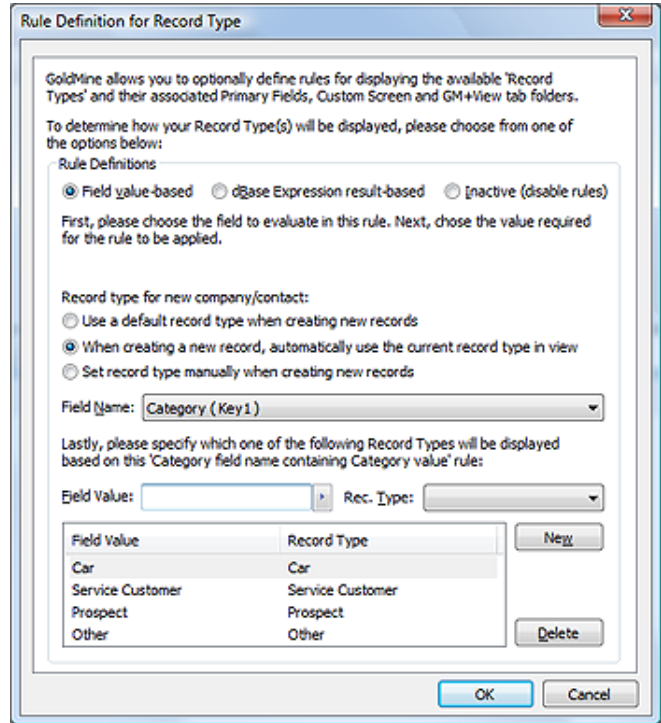 Rule Definition for Record Type
GoldMine allows you to optionally define rules for displaying the available 'Record
Types' and their associated Primary Fields, Custom Screen and GM+View tab folders.
To determine how your Record Type(s) will be displayed, please choose from one of
the options below:
Rule Definitions
Field value-based dBase Expression result-based Inactive (disable rules)
First, please choose the field to evaluate in this rule. Next, chose the value required
for the rule to be applied.
Record type for new company/contact:
Use a default record type when creating new records
When creating a new record, automatically use the current record type in view
Set record type manually when creating new records
Field Name: Category (Key1)
Lastly, please specify which one of the following Record Types will be displayed
based on this 'Category field name containing Category value' rule:
Field Value: Rec. Type:
Field Value Record Type New
Car Car
Service Customer Service Customer
Prospect Prospect
Other Other Delete
OK Cancel